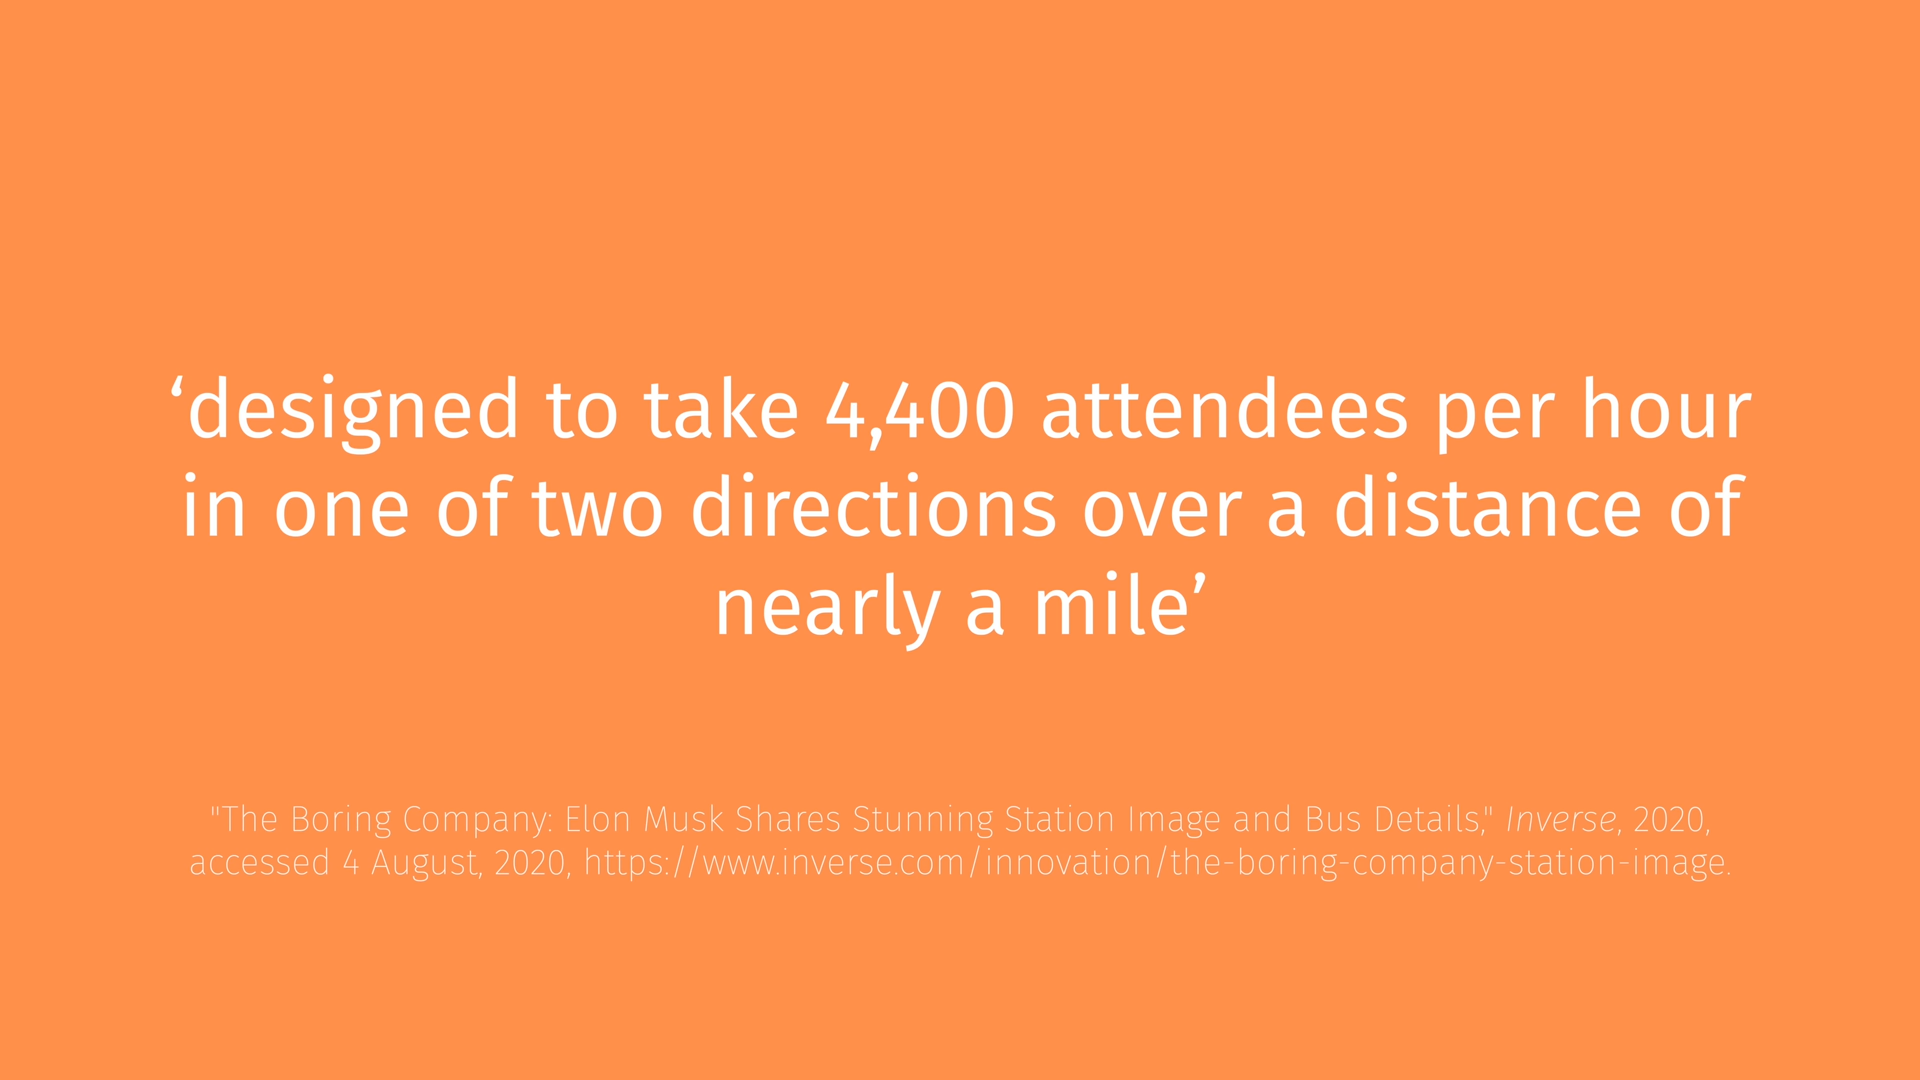 ‘designed to take 4,400 attendees per hour
in one of two directions over a distance of
nearly a mile’
"The Boring Company: Elon Musk Shares Stunning Station Image and Bus Details," Inverse, 2020,
accessed 4 August, 2020, https://www.inverse.com/innovation/the-boring-company-station-image.